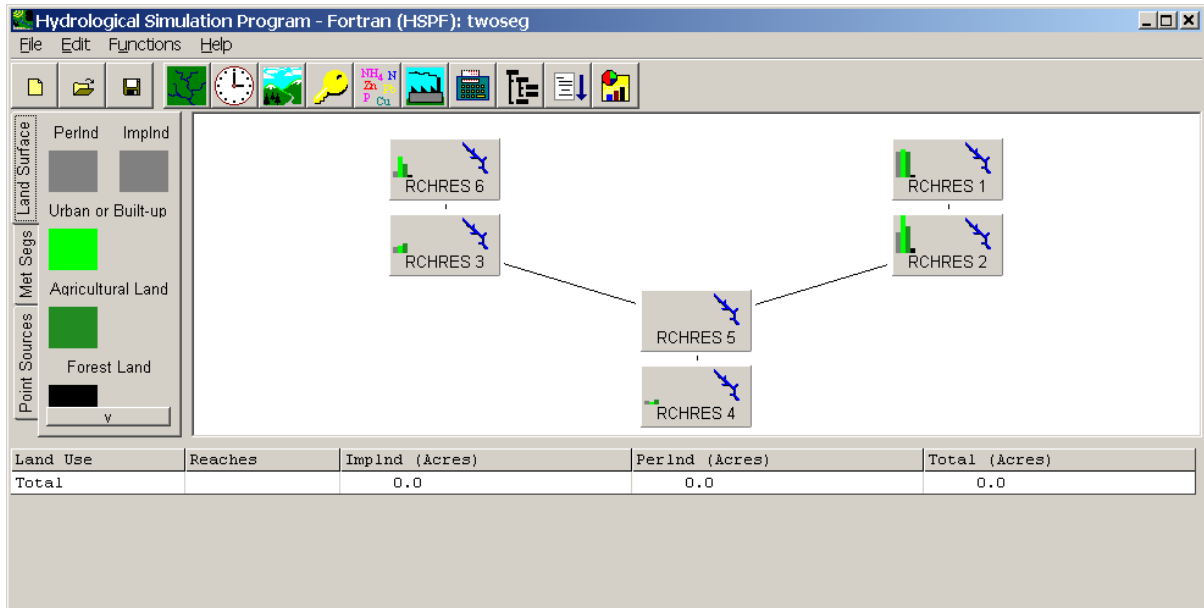 Hydrological Simulation Program - Fortran (HSPF): twoseg
File Edit Functions Help
NH4 N
Zn
P Cu
Land Surface
Met Segs
Point Sources
PerInd ImpInd
Urban or Built-up
Agricultural Land
Forest Land
v
RCHRES 6
RCHRES 1
RCHRES 3
RCHRES 2
RCHRES 5
RCHRES 4
Land Use Reaches ImpInd (Acres) PerInd (Acres) Total (Acres)
Total 0.0 0.0 0.0